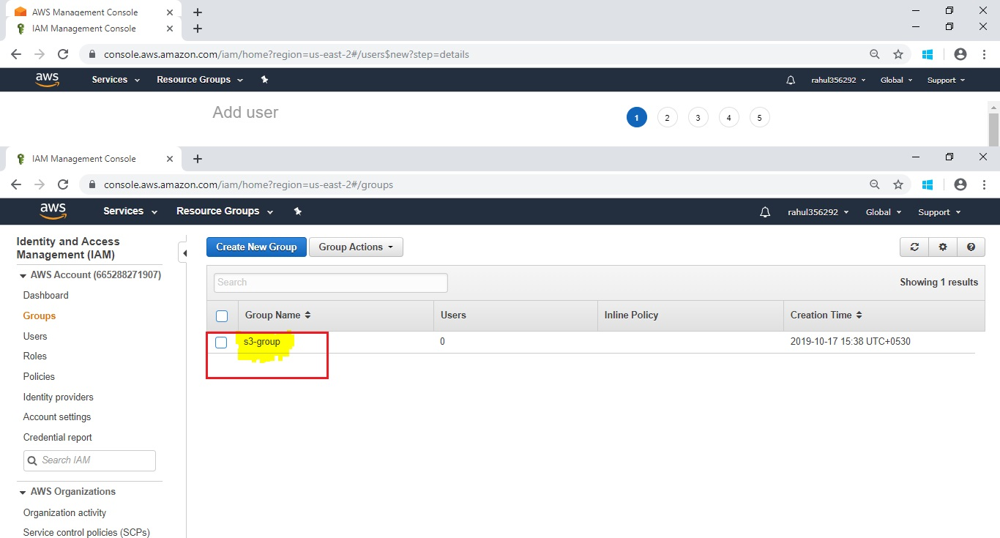 AWS Management Console
IAM Management Console
console.aws.amazon.com/iam/home?region=us-east-2#/users$new?step=details
aws Services Resource Groups rahul356292 Global Support
Add user 1 2 3 4 5
IAM Management Console
console.aws.amazon.com/iam/home?region=us-east-2#/groups
aws Services Resource Groups rahul356292 Global Support
Identity and Access
Management (IAM)
AWS Account (665288271907)
Dashboard
Groups
Users
Roles
Policies
Identity providers
Account settings
Credential report
Search IAM
AWS Organizations
Organization activity
Service control policies (SCPs)
Create New Group Group Actions
Search Showing 1 results
Group Name Users Inline Policy Creation Time
s3-group 0 2019-10-17 15:38 UTC+0530